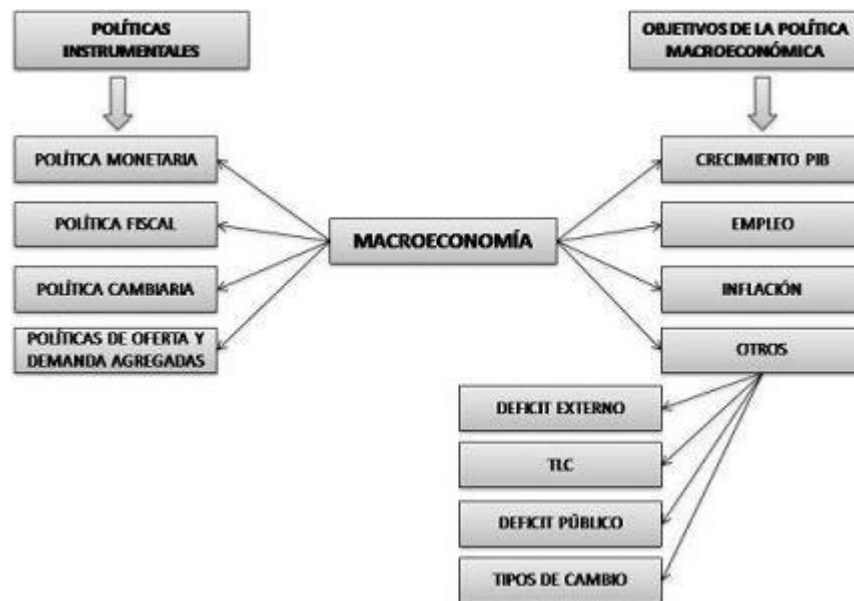 POLÍTICAS
INSTRUMENTALES
POLÍTICA MONETARIA
POLÍTICA FISCAL
POLÍTICA CAMBIARIA
POLÍTICAS DE OFERTA Y
DEMANDA AGREGADAS
MACROECONOMÍA
OBJETIVOS DE LA POLÍTICA
MACROECONÓMICA
CRECIMIENTO PIB
EMPLEO
INFLACIÓN
OTROS
DEFICIT EXTERNO
TLC
DEFICIT PÚBLICO
TIPOS DE CAMBIO